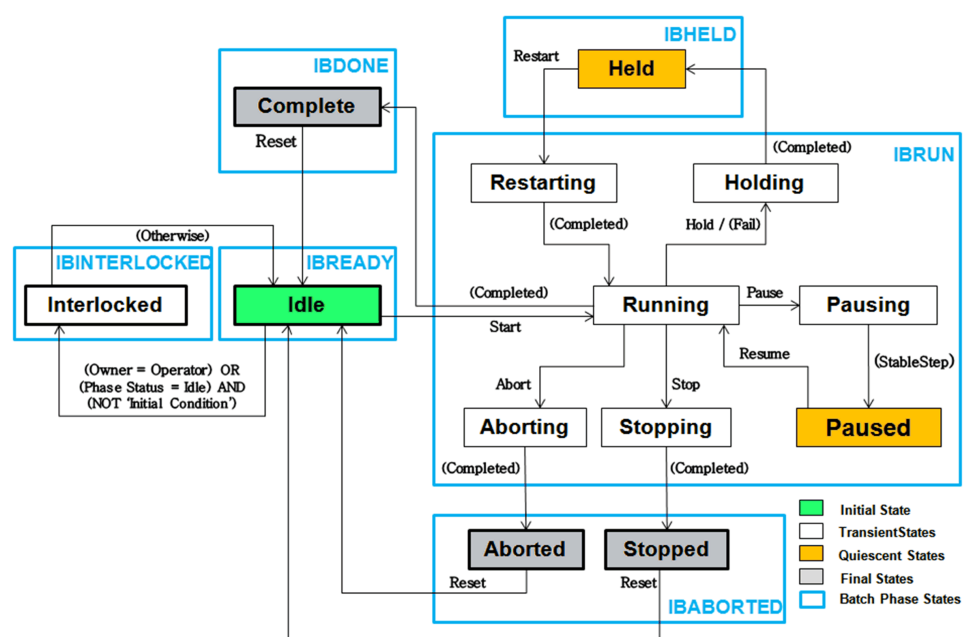 IBHELD
Restart
Held
IBDONE
Complete
Reset
(Completed)
IBRUN
Restarting
Holding
(Completed)
Hold / (Fail)
(Otherwise)
IBINTERLOCKED
IBREADY
Interlocked
Idle
(Completed)
Start
Running
Pause
Pausing
(Owner = Operator) OR
(Phase Status = Idle) AND
(NOT 'Initial Condition')
Resume
(StableStep)
Abort
Stop
Aborting
Stopping
Paused
(Completed)
(Completed)
Aborted
Stopped
Reset
Reset
IBABORTED
Initial State
TransientStates
Quiescent States
Final States
Batch Phase States